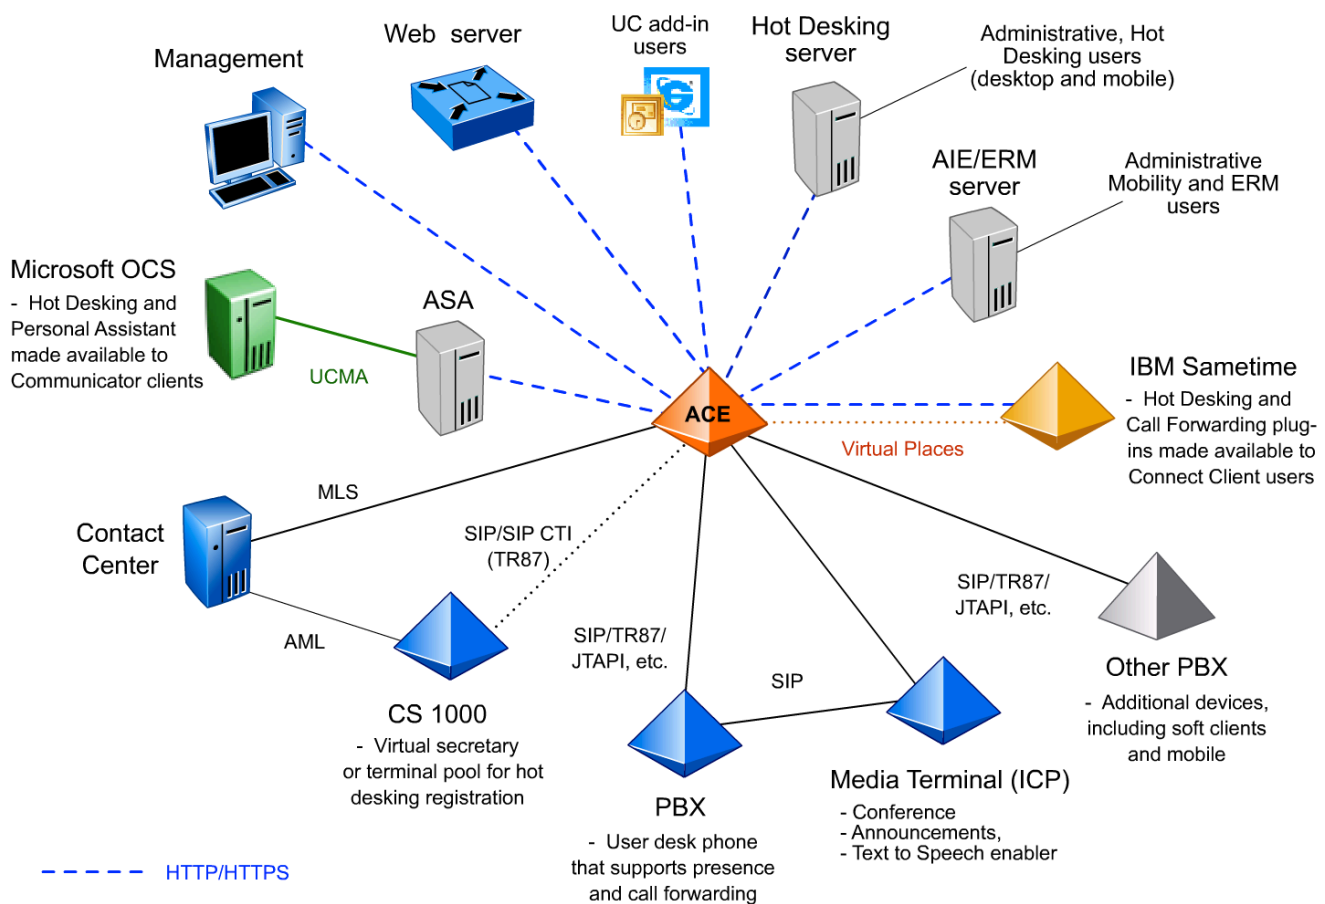 Management
Web  server
UC add-in
users
Hot Desking
server
Administrative, Hot
Desking users
(desktop and mobile)
AIE/ERM
server
Administrative
Mobility and ERM
users
Microsoft OCS
- Hot Desking and
Personal Assistant
made available to
Communicator clients
UCMA
ASA
ACE
Virtual Places
IBM Sametime
- Hot Desking and
Call Forwarding plug-
ins made available to
Connect Client users
Contact
Center
MLS
AML
SIP/SIP CTI
(TR87)
CS 1000
- Virtual secretary
or terminal pool for hot
desking registration
SIP/TR87/
JTAPI, etc.
SIP
SIP/TR87/
JTAPI, etc.
PBX
- User desk phone
that supports presence
and call forwarding
Media Terminal (ICP)
- Conference
- Announcements,
- Text to Speech enabler
Other PBX
- Additional devices,
including soft clients
and mobile
HTTP/HTTPS